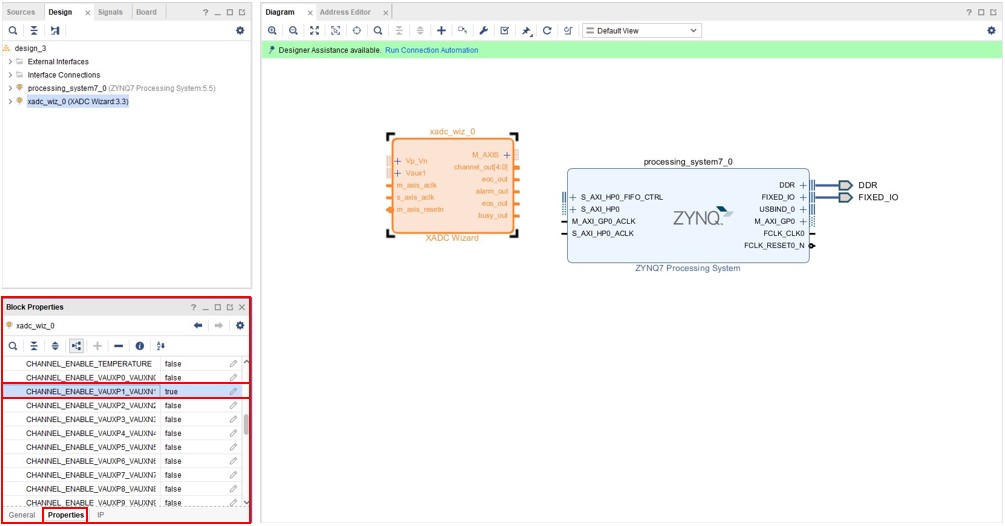 Sources Design Signals Board
design_3
External Interfaces
Interface Connections
processing_system7_0 (ZYNQ7 Processing System:5.5)
xadc_wiz_0 (XADC Wizard:3.3)
Block Properties
xadc_wiz_0
CHANNEL_ENABLE_TEMPERATURE false
CHANNEL_ENABLE_VAUXP0_VAUXN0 false
CHANNEL_ENABLE_VAUXP1_VAUXN1 true
CHANNEL_ENABLE_VAUXP2_VAUXN2 false
CHANNEL_ENABLE_VAUXP3_VAUXN3 false
CHANNEL_ENABLE_VAUXP4_VAUXN4 false
CHANNEL_ENABLE_VAUXP5_VAUXN5 false
CHANNEL_ENABLE_VAUXP6_VAUXN6 false
CHANNEL_ENABLE_VAUXP7_VAUXN7 false
CHANNEL_ENABLE_VAUXP8_VAUXN8 false
CHANNEL_ENABLE_VAUXP9_VAUXN9 false
General Properties IP
Diagram Address Editor
Default View
Designer Assistance available. Run Connection Automation
xadc_wiz_0
Vp_Vn
Vaux1
m_axis_aclk
s_axis_aclk
m_axis_resetn
M_AXIS
channel_out[4:0]
eoc_out
alarm_out
eos_out
busy_out
XADC Wizard
processing_system7_0
S_AXI_HP0_FIFO_CTRL
S_AXI_HP0
M_AXI_GP0_ACLK
S_AXI_HP0_ACLK
ZYNQ
DDR
FIXED_IO
USBIND_0
M_AXI_GP0
FCLK_CLK0
FCLK_RESET0_N
ZYNQ7 Processing System
DDR
FIXED_IO